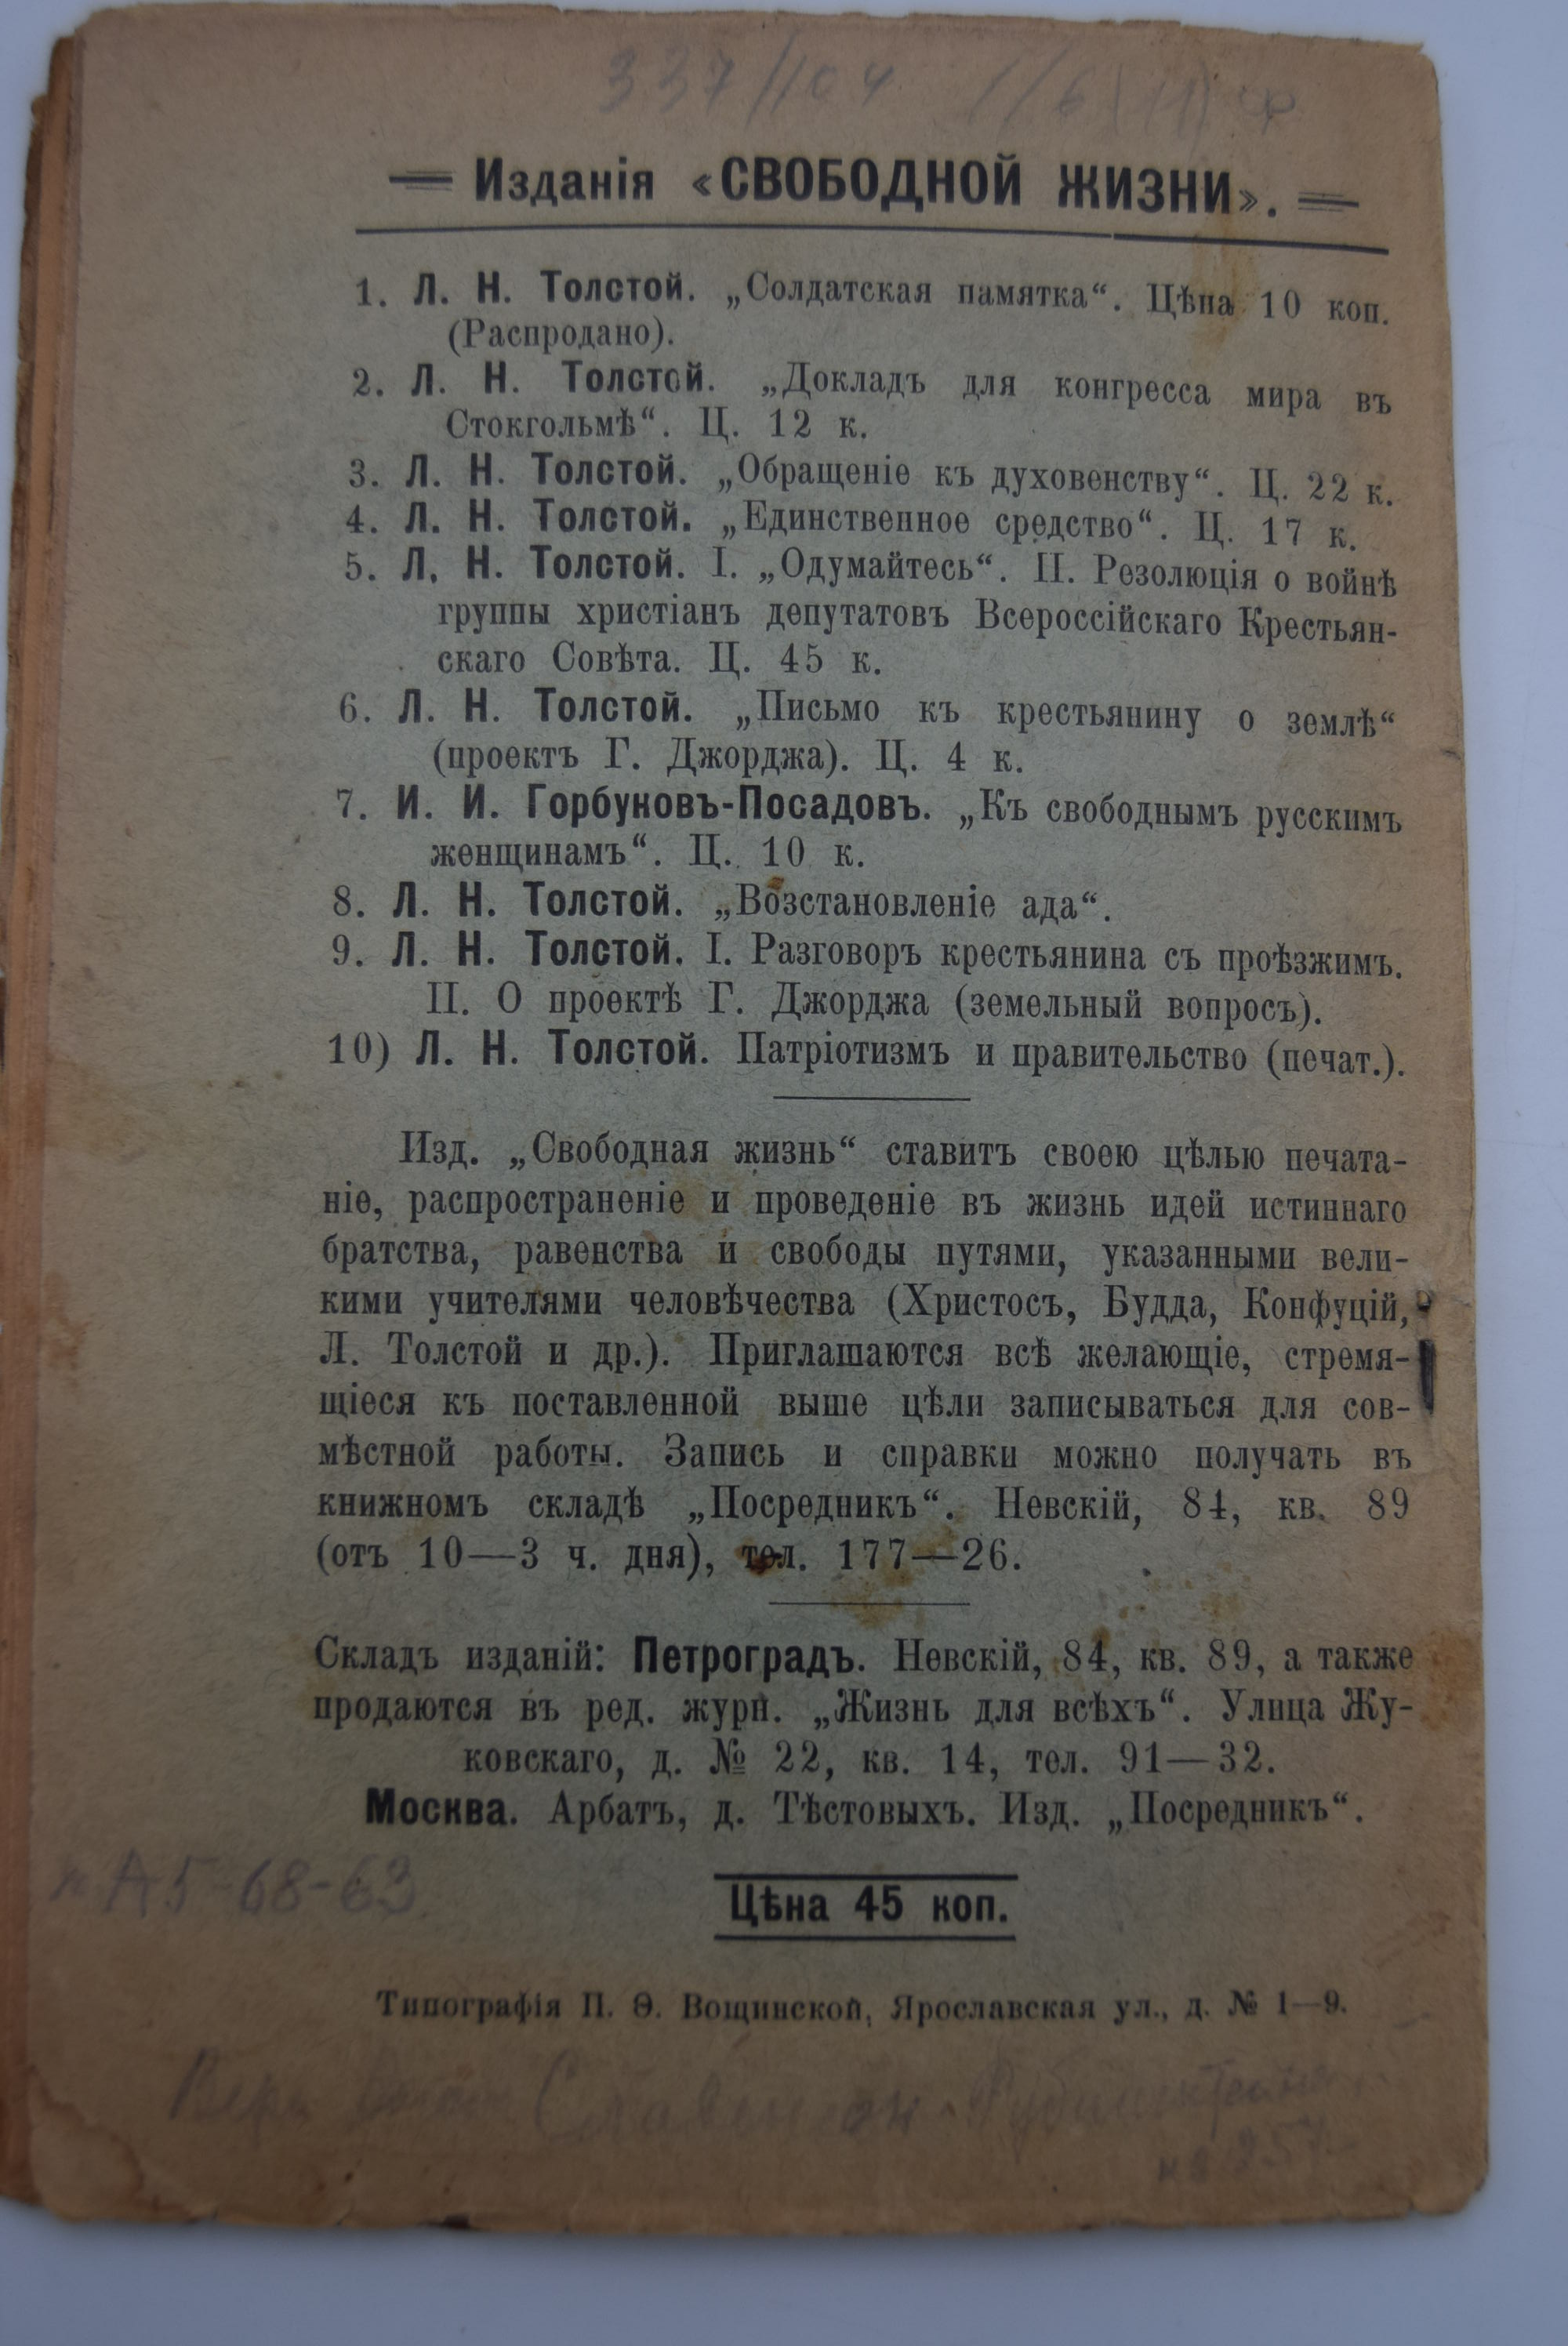 337/104
Изданія «СВОБОДНОЙ ЖИЗНИ».
1. Л. Н. Толстой. „Солдатская памятка“. Цѣна 10 коп.
(Распродано).
2. Л. Н. Толстой. „Докладъ для конгресса мира въ
Стокгольмѣ“. Ц. 12 к.
3. Л. Н. Толстой. „Обращеніе къ духовенству“. Ц. 22 к.
4. Л. Н. Толстой. „Единственное средство“. Ц. 17 к.
5. Л. Н. Толстой. I. „Одумайтесь“. II. Резолюція о войнѣ
группы христіанъ депутатовъ Всероссійскаго Крестьян-
скаго Совѣта. Ц. 45 к.
6. Л. Н. Толстой. „Письмо къ крестьянину о землѣ“
(проектъ Г. Джорджа). Ц. 4 к.
7. И. И. Горбуновъ-Посадовъ. „Къ свободнымъ русскимъ
женщинамъ“. Ц. 10 к.
8. Л. Н. Толстой. „Возстановленіе ада“.
9. Л. Н. Толстой. I. Разговоръ крестьянина съ проѣзжимъ.
II. О проектѣ Г. Джорджа (земельный вопросъ).
10) Л. Н. Толстой. Патріотизмъ и правительство (печат.).
Изд. „Свободная жизнь“ ставитъ своею цѣлью печата-
ніе, распространеніе и проведеніе въ жизнь идей истиннаго
братства, равенства и свободы путями, указанными вели-
кими учителями человѣчества (Христосъ, Будда, Конфуцій,
Л. Толстой и др.). Приглашаются всѣ желающіе, стремя-
щіеся къ поставленной выше цѣли записываться для сов-
мѣстной работы. Запись и справки можно получать въ
книжномъ складѣ „Посредникъ“. Невскій, 84, кв. 89
(отъ 10—3 ч. дня), тел. 177—26.
Складъ изданій: Петроградъ. Невскій, 84, кв. 89, а также
продаются въ ред. журн. „Жизнь для всѣхъ“. Улица Жу-
ковскаго, д. № 22, кв. 14, тел. 91—32.
Москва. Арбатъ, д. Тѣстовыхъ. Изд. „Посредникъ“.
А5-68-63
Цѣна 45 коп.
Типографія П. Ѳ. Вощинской, Ярославская ул., д. № 1—9.